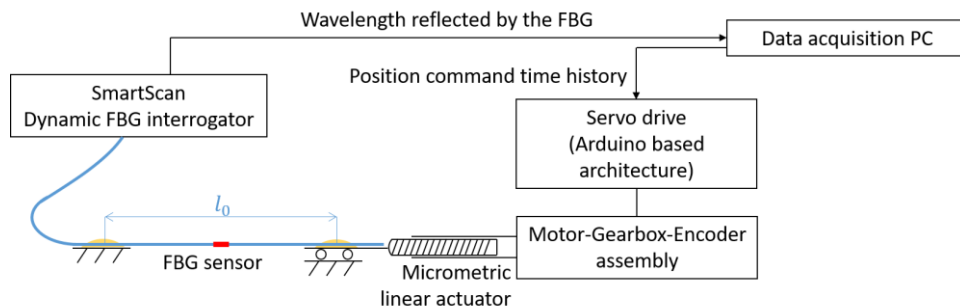 Wavelength reflected by the FBG
Data acquisition PC
Position command time history
SmartScan
Dynamic FBG interrogator
Servo drive
(Arduino based
architecture)
l₀
FBG sensor
Micrometric
linear actuator
Motor-Gearbox-Encoder
assembly